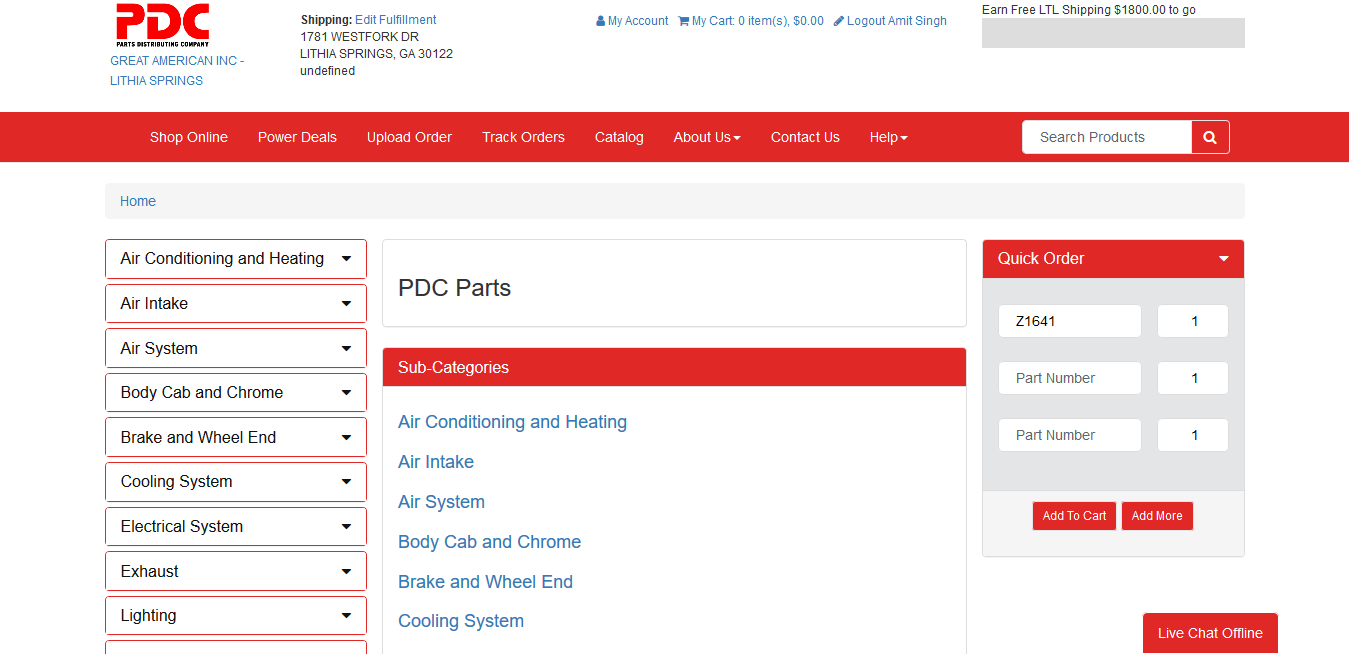 PDC
PARTS DISTRIBUTING COMPANY
GREAT AMERICAN INC -
LITHIA SPRINGS
Shipping: Edit Fulfillment
1781 WESTFORK DR
LITHIA SPRINGS, GA 30122
undefined
My Account My Cart: 0 item(s), $0.00 Logout Amit Singh
Earn Free LTL Shipping $1800.00 to go
Shop Online Power Deals Upload Order Track Orders Catalog About Us Contact Us Help Search Products
Home
Air Conditioning and Heating
Air Intake
Air System
Body Cab and Chrome
Brake and Wheel End
Cooling System
Electrical System
Exhaust
Lighting
PDC Parts
Sub-Categories
Air Conditioning and Heating
Air Intake
Air System
Body Cab and Chrome
Brake and Wheel End
Cooling System
Quick Order
Z1641 1
Part Number 1
Part Number 1
Add To Cart Add More
Live Chat Offline